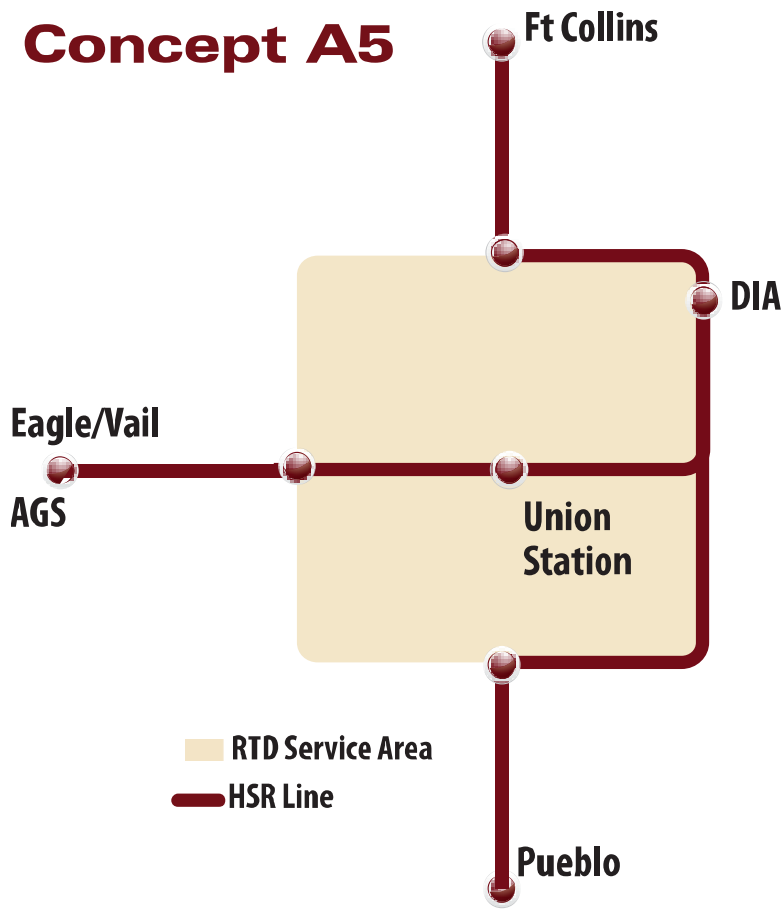 Concept A5
Ft Collins
DIA
Eagle/Vail
AGS
Union
Station
RTD Service Area
HSR Line
Pueblo